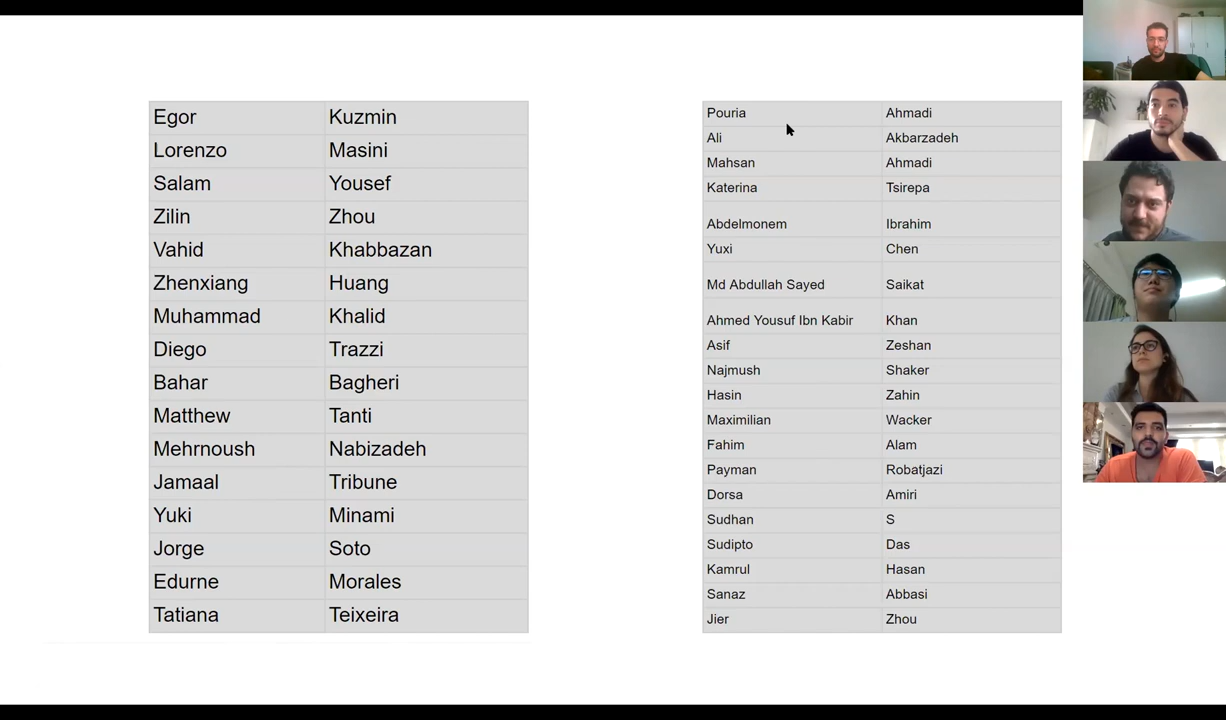 Egor Kuzmin
Lorenzo Masini
Salam Yousef
Zilin Zhou
Vahid Khabbazan
Zhenxiang Huang
Muhammad Khalid
Diego Trazzi
Bahar Bagheri
Matthew Tanti
Mehrnoush Nabizadeh
Jamaal Tribune
Yuki Minami
Jorge Soto
Edurne Morales
Tatiana Teixeira
Pouria Ahmadi
Ali Akbarzadeh
Mahsan Ahmadi
Katerina Tsirepa
Abdelmonem Ibrahim
Yuxi Chen
Md Abdullah Sayed Saikat
Ahmed Yousuf Ibn Kabir Khan
Asif Zeshan
Najmush Shaker
Hasin Zahin
Maximilian Wacker
Fahim Alam
Payman Robatjazi
Dorsa Amiri
Sudhan S
Sudipto Das
Kamrul Hasan
Sanaz Abbasi
Jier Zhou